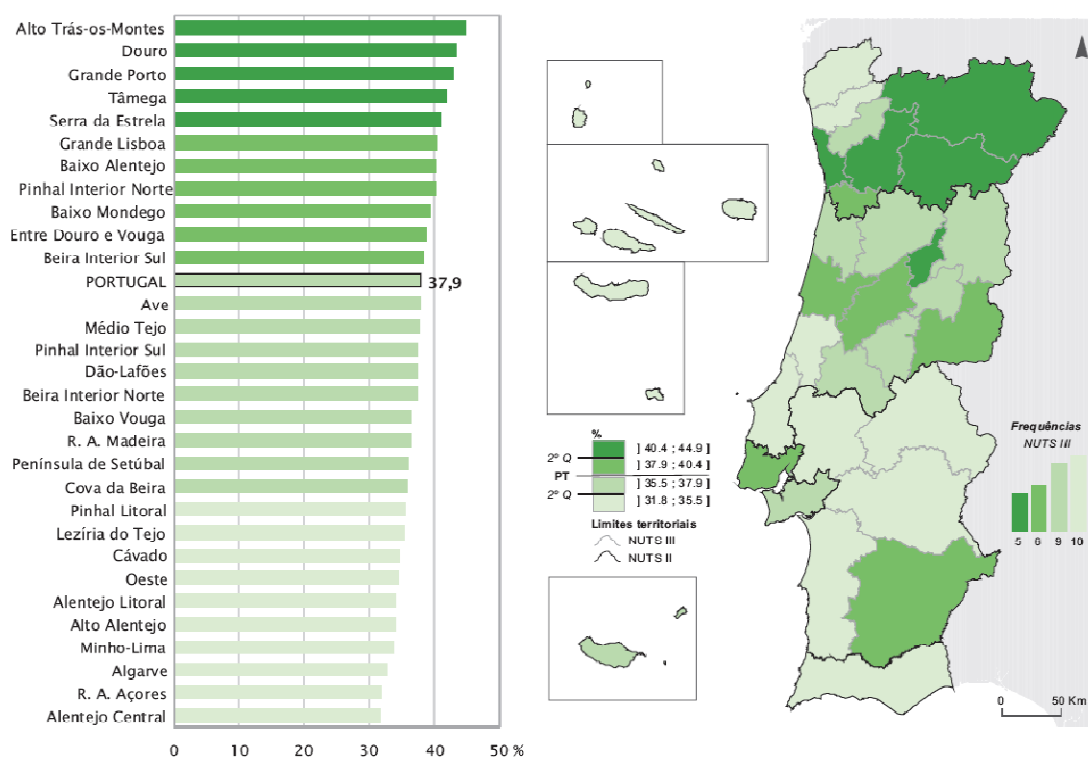 Alto Trás-os-Montes
Douro
Grande Porto
Tâmega
Serra da Estrela
Grande Lisboa
Baixo Alentejo
Pinhal Interior Norte
Baixo Mondego
Entre Douro e Vouga
Beira Interior Sul
PORTUGAL 37,9
Ave
Médio Tejo
Pinhal Interior Sul
Dão-Lafões
Beira Interior Norte
Baixo Vouga
R. A. Madeira
Península de Setúbal
Cova da Beira
Pinhal Litoral
Lezíria do Tejo
Cávado
Oeste
Alentejo Litoral
Alto Alentejo
Minho-Lima
Algarve
R. A. Açores
Alentejo Central
0 10 20 30 40 50 %
%
] 40.4 ; 44.9 ]
2º Q
] 37.9 ; 40.4 ]
PT
] 35.5 ; 37.9 ]
2º Q
] 31.8 ; 35.5 ]
Limites territoriais
NUTS III
NUTS II
Frequências
NUTS III
5 6 9 10
0 50 Km